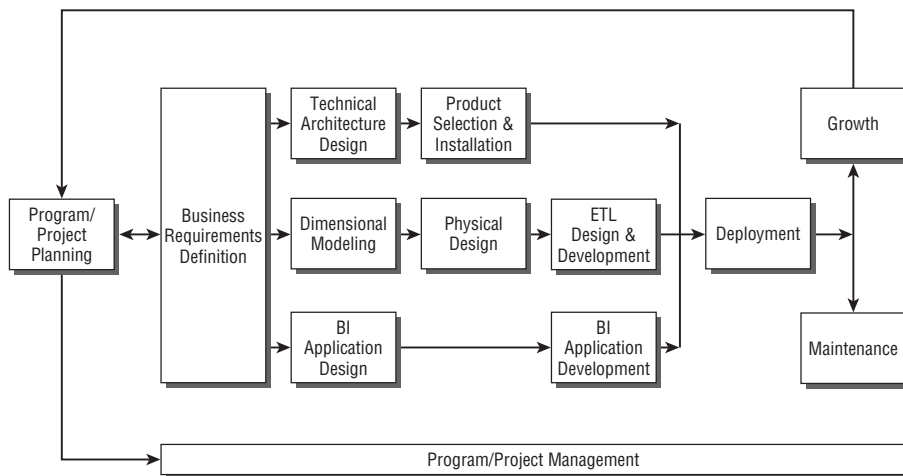 Technical
Architecture
Design
Product
Selection &
Installation
Growth
Program/
Project
Planning
Business
Requirements
Definition
Dimensional
Modeling
Physical
Design
ETL
Design &
Development
Deployment
BI
Application
Design
BI
Application
Development
Maintenance
Program/Project Management